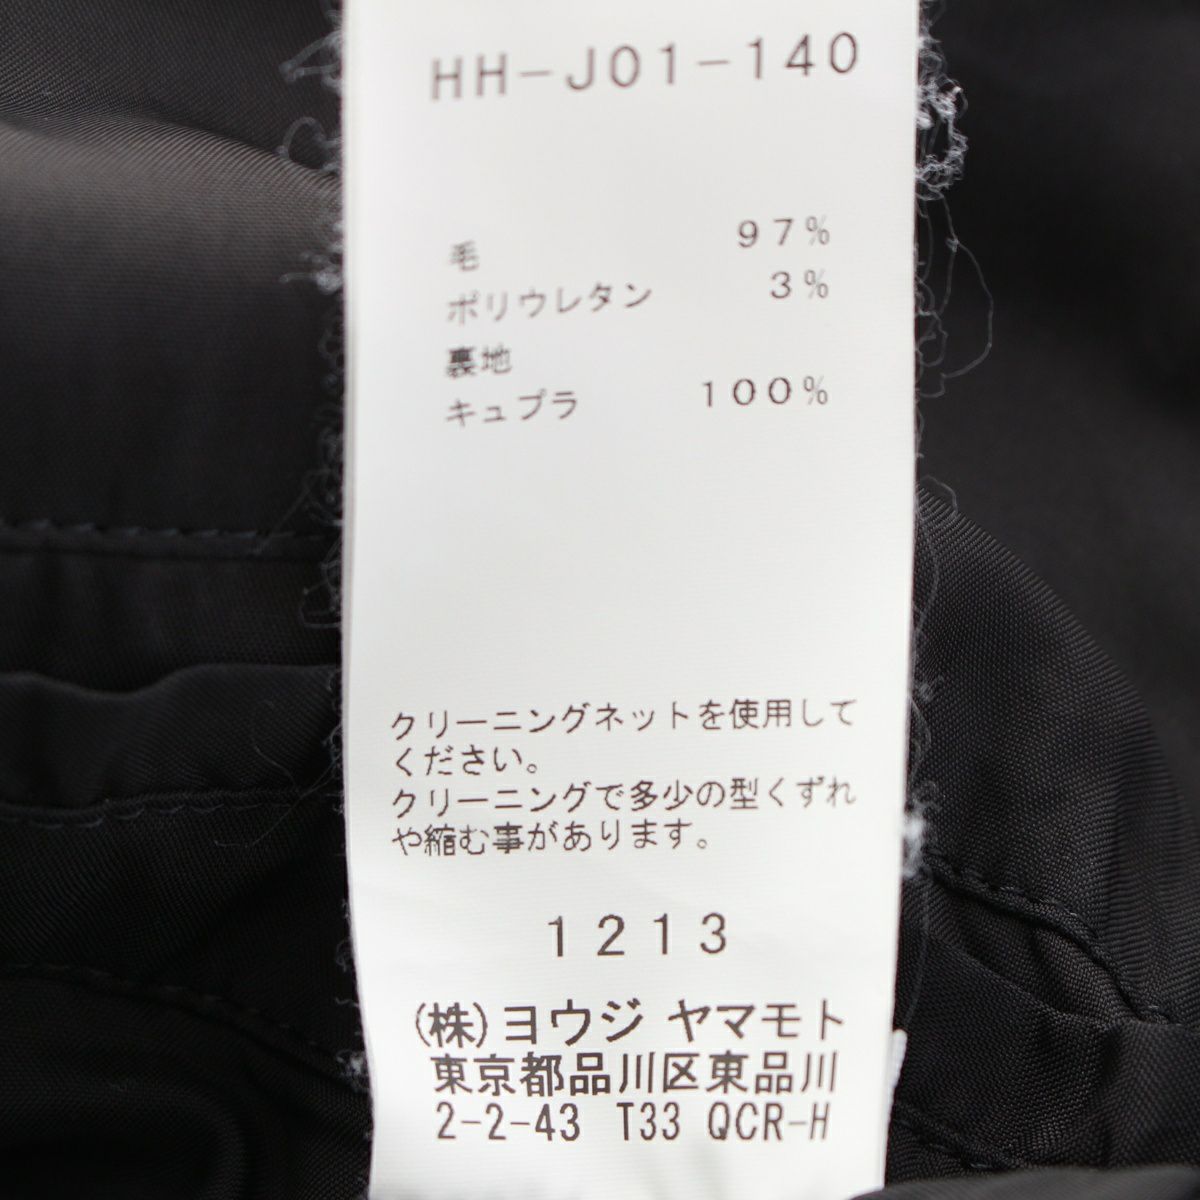 HH-J01-140
毛 97%
ポリウレタン 3%
裏地
キュプラ 100%
クリーニングネットを使用して
ください。
クリーニングで多少の型くずれ
や縮む事があります。
1213
(株)ヨウジ ヤマモト
東京都品川区東品川
2-2-43 T33 QCR-H